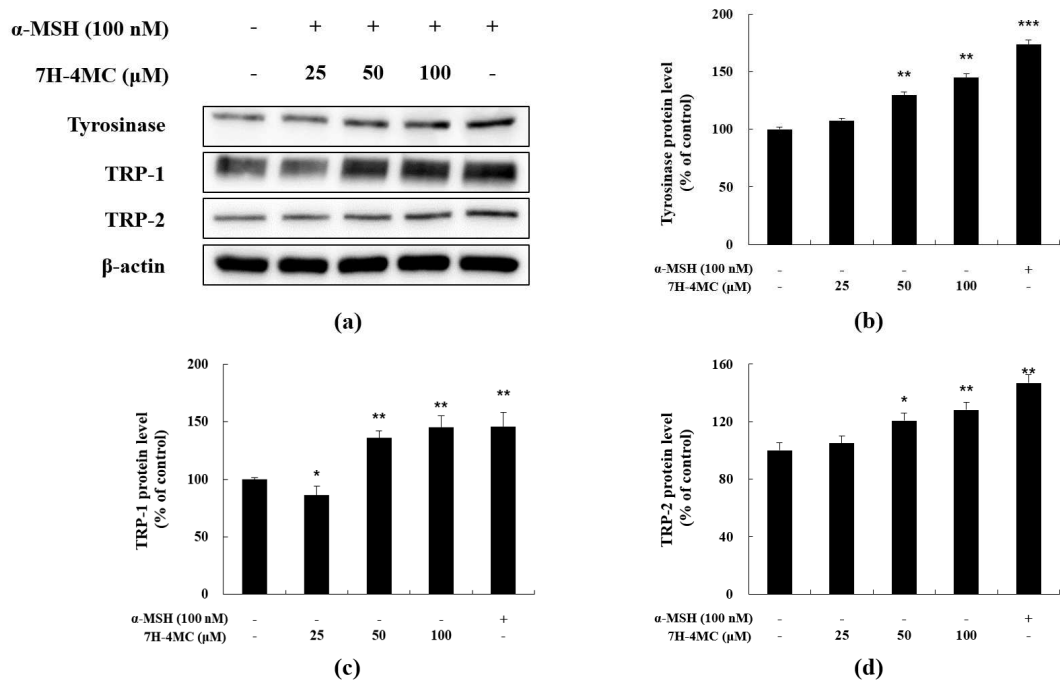 α-MSH (100 nM) - + + + +
7H-4MC (μM) - 25 50 100 -
Tyrosinase
TRP-1
TRP-2
β-actin
(a)
Tyrosinase protein level
(% of control)
200
150
100
50
0
** ** ***
α-MSH (100 nM) - - - - +
7H-4MC (μM) - 25 50 100 -
(b)
TRP-1 protein level
(% of control)
200
150
100
50
0
* ** ** **
α-MSH (100 nM) - - - - +
7H-4MC (μM) - 25 50 100 -
(c)
TRP-2 protein level
(% of control)
160
120
80
40
0
* ** **
α-MSH (100 nM) - - - - +
7H-4MC (μM) - 25 50 100 -
(d)